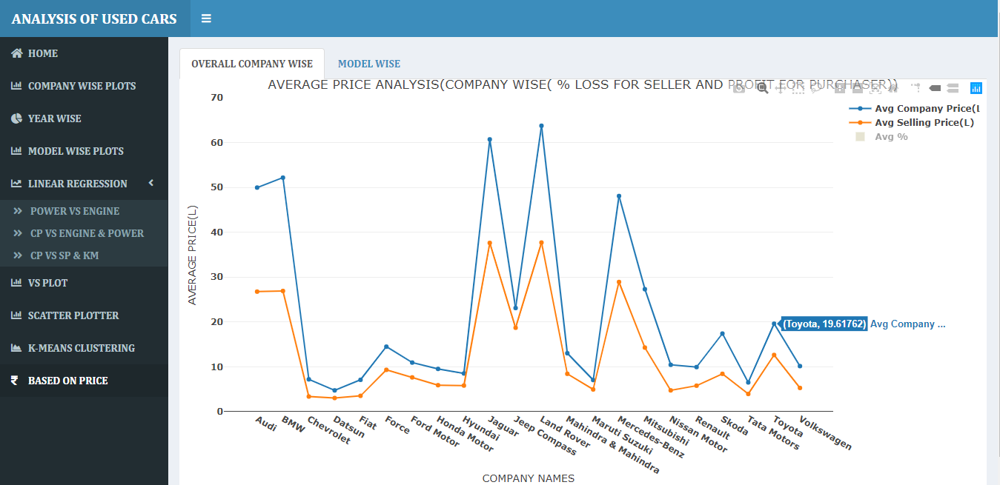 ANALYSIS OF USED CARS
HOME
COMPANY WISE PLOTS
YEAR WISE
MODEL WISE PLOTS
LINEAR REGRESSION
POWER VS ENGINE
CP VS ENGINE & POWER
CP VS SP & KM
VS PLOT
SCATTER PLOTTER
K-MEANS CLUSTERING
BASED ON PRICE
OVERALL COMPANY WISE
MODEL WISE
AVERAGE PRICE ANALYSIS(COMPANY WISE( % LOSS FOR SELLER AND PROFIT FOR PURCHASER))
Avg Company Price(L
Avg Selling Price(L)
Avg %
AVERAGE PRICE(L)
70
60
50
40
30
20
10
0
(Toyota, 19.61762) Avg Company ...
Audi
BMW
Chevrolet
Datsun
Fiat
Force
Ford Motor
Honda Motor
Hyundai
Jaguar
Jeep Compass
Land Rover
Mahindra & Mahindra
Maruti Suzuki
Mercedes-Benz
Mitsubishi
Nissan Motor
Renault
Skoda
Tata Motors
Toyota
Volkswagen
COMPANY NAMES